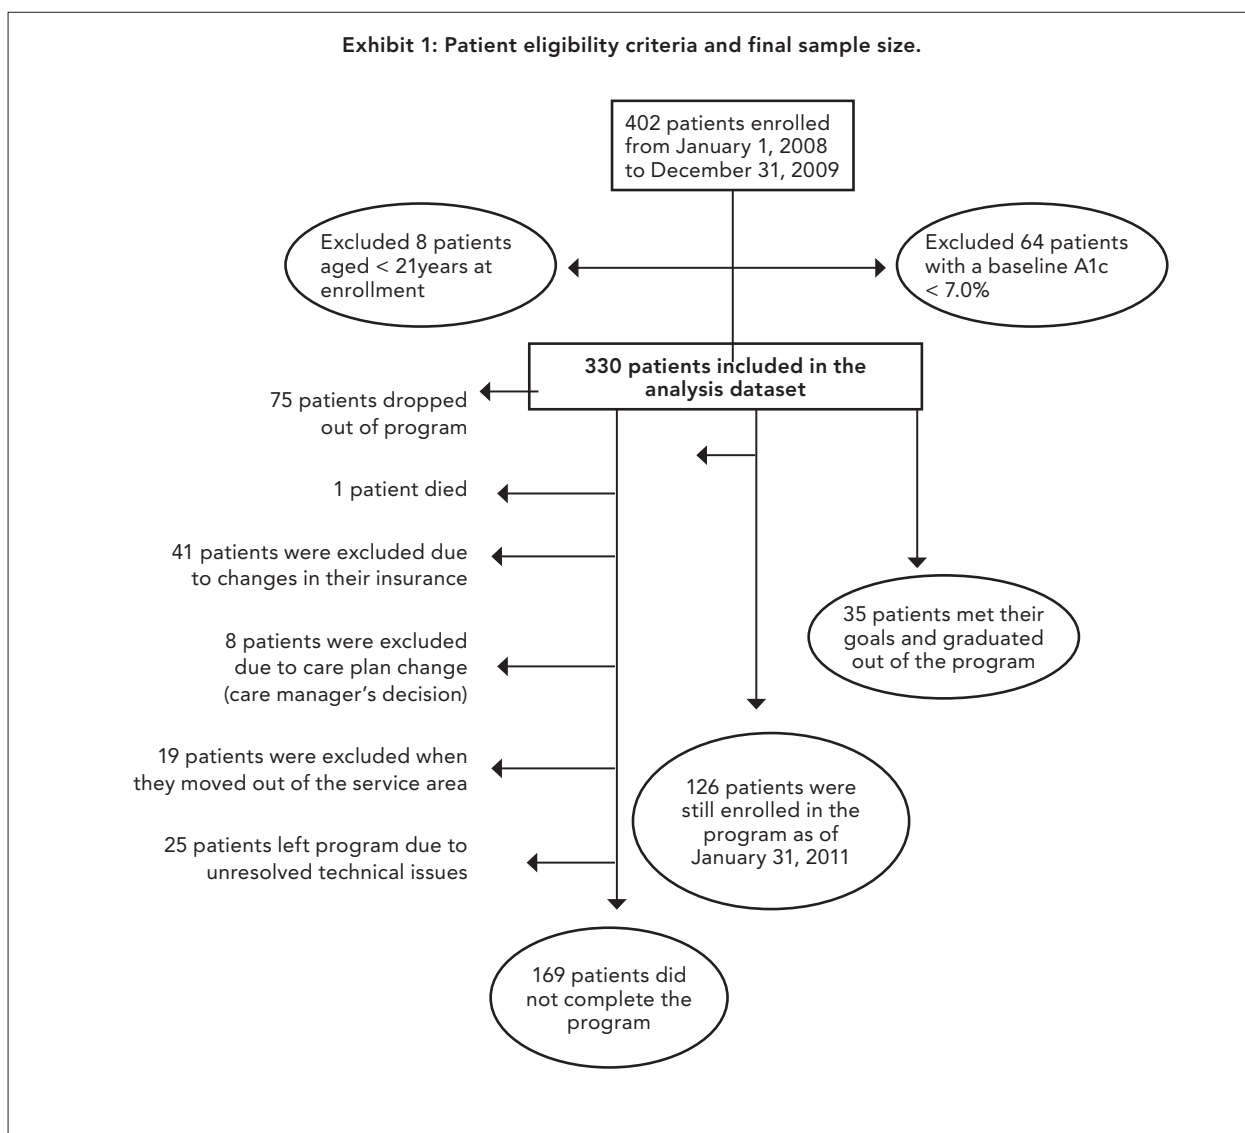 Exhibit 1: Patient eligibility criteria and final sample size.
402 patients enrolled
from January 1, 2008
to December 31, 2009
Excluded 8 patients
aged < 21years at
enrollment
Excluded 64 patients
with a baseline A1c
< 7.0%
330 patients included in the
analysis dataset
75 patients dropped
out of program
1 patient died
41 patients were excluded due
to changes in their insurance
8 patients were excluded
due to care plan change
(care manager’s decision)
19 patients were excluded when
they moved out of the service area
25 patients left program due to
unresolved technical issues
35 patients met their
goals and graduated
out of the program
126 patients were
still enrolled in the
program as of
January 31, 2011
169 patients did
not complete the
program